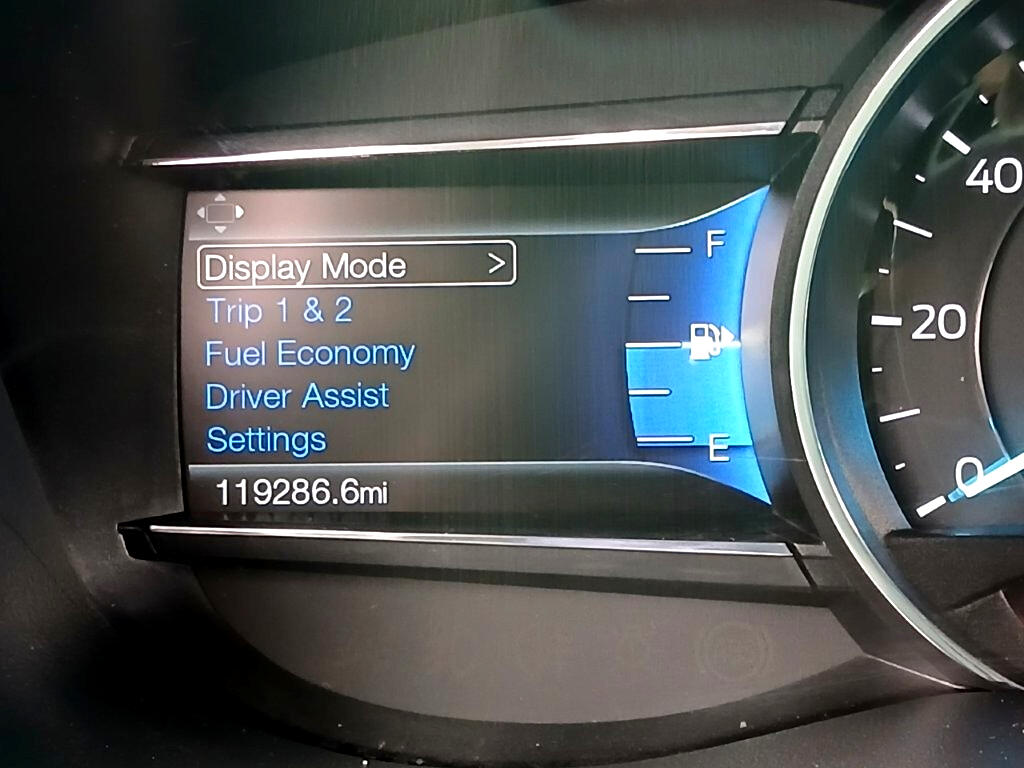 Display Mode >
Trip 1 & 2
Fuel Economy
Driver Assist
Settings
119286.6mi
F
E
40
20
0